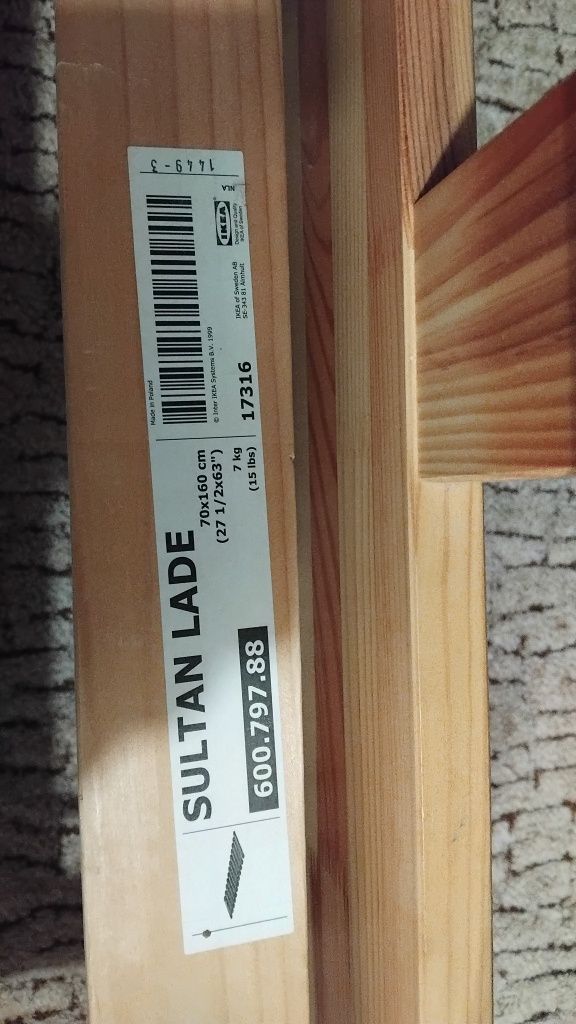 SULTAN LADE
600.797.88
70x160 cm
(27 1/2x63")
7 kg
(15 lbs)
Made in Poland
© Inter IKEA Systems B.V. 1999
17316
IKEA of Sweden AB
SE-343 81 Älmhult
IKEA
Design and Quality
IKEA of Sweden
NLA
1449-3